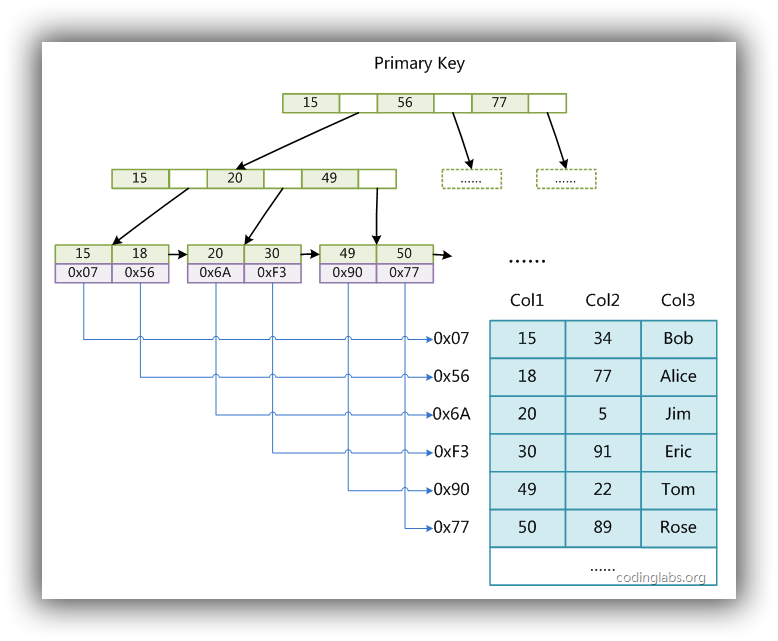 Primary Key
15 56 77
15 20 49
...... ......
15 18 20 30 49 50
0x07 0x56 0x6A 0xF3 0x90 0x77
......
Col1 Col2 Col3
0x07 15 34 Bob
0x56 18 77 Alice
0x6A 20 5 Jim
0xF3 30 91 Eric
0x90 49 22 Tom
0x77 50 89 Rose
......
codinglabs.org